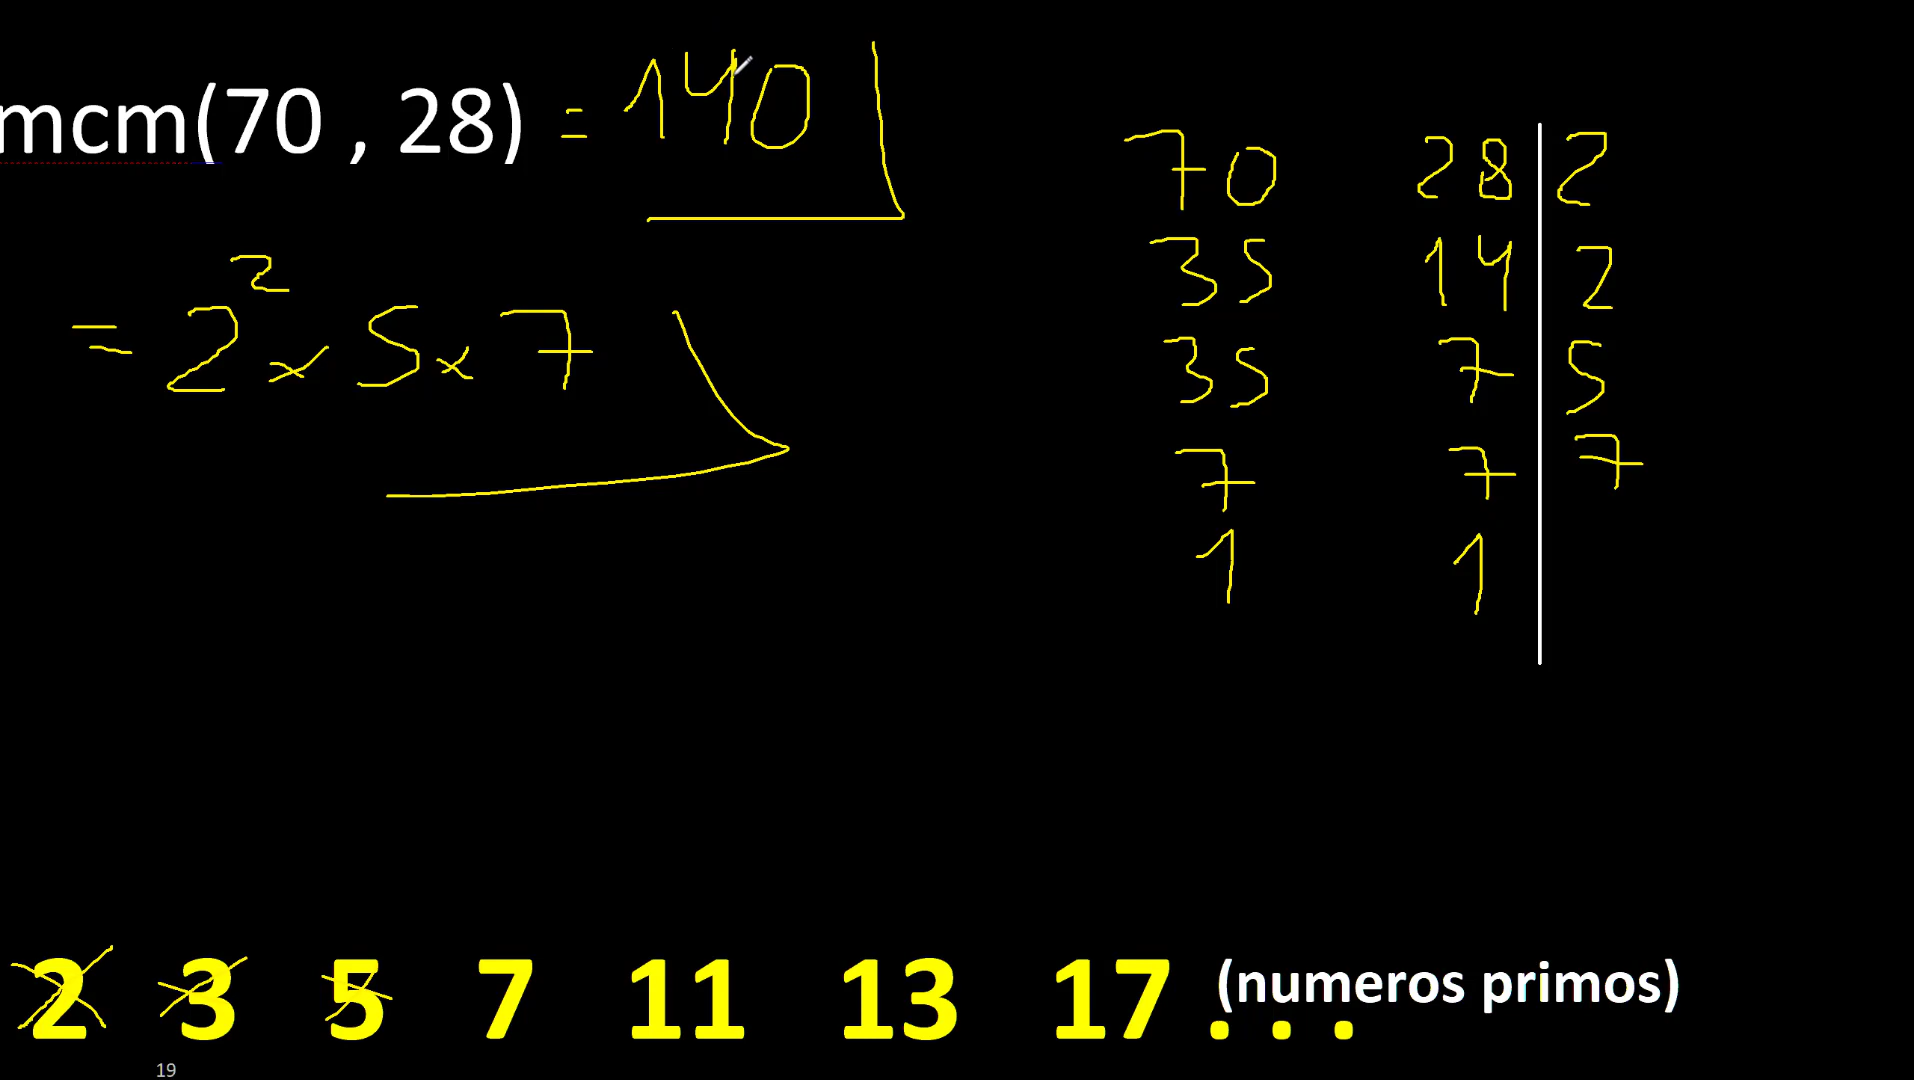 mcm(70 , 28) = 140
= 2² x 5 x 7
70 28 2
35 14 2
35 7 5
7 7 7
1 1
2 3 5 7 11 13 17 . . . (numeros primos)
19